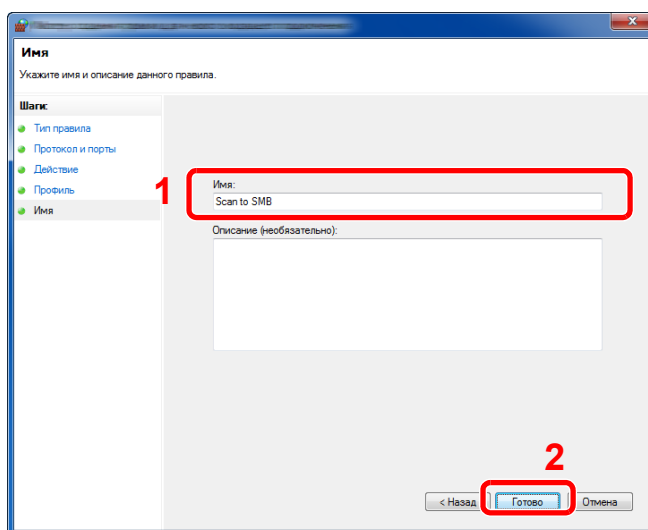 Имя
Укажите имя и описание данного правила.
Шаги:
Тип правила
Протокол и порты
Действие
Профиль
Имя
1
Имя:
Scan to SMB
Описание (необязательно):
2
< Назад
Готово
Отмена